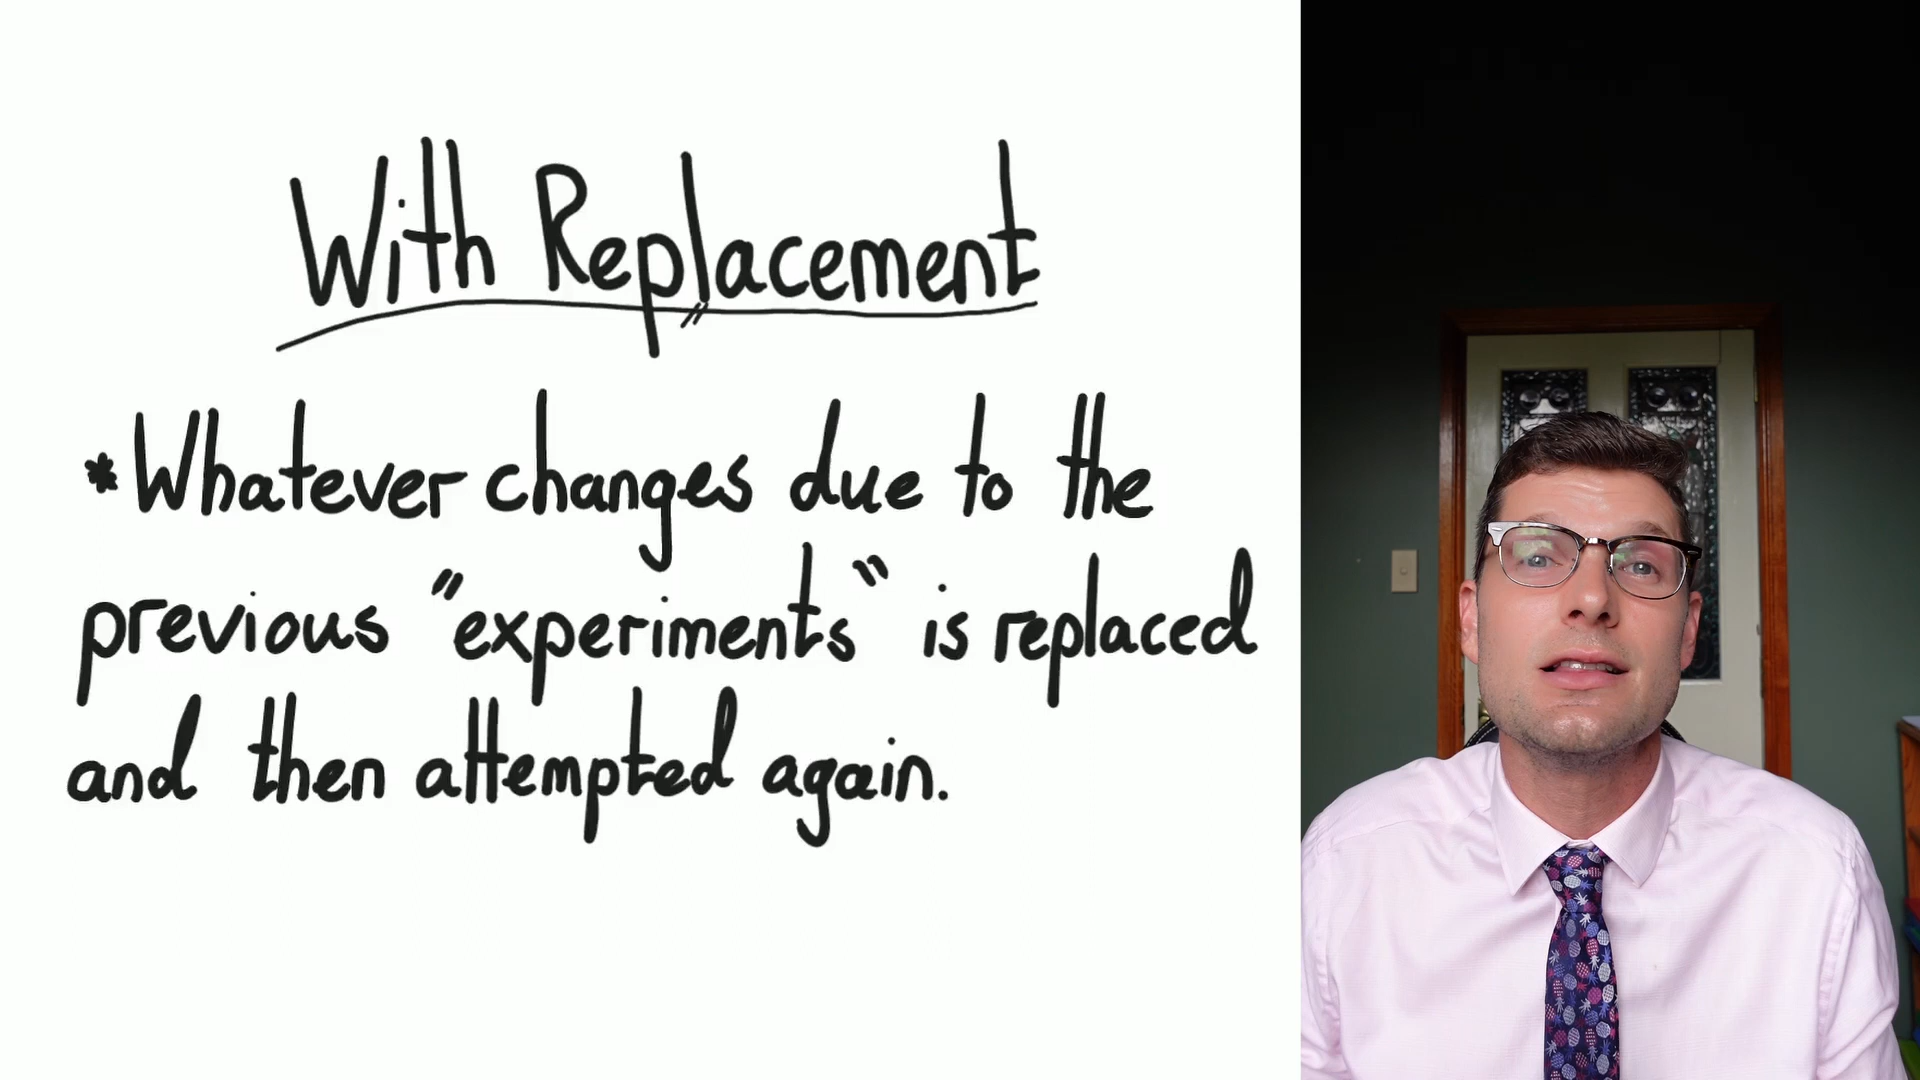 With Replacement
*Whatever changes due to the
previous "experiments" is replaced
and then attempted again.